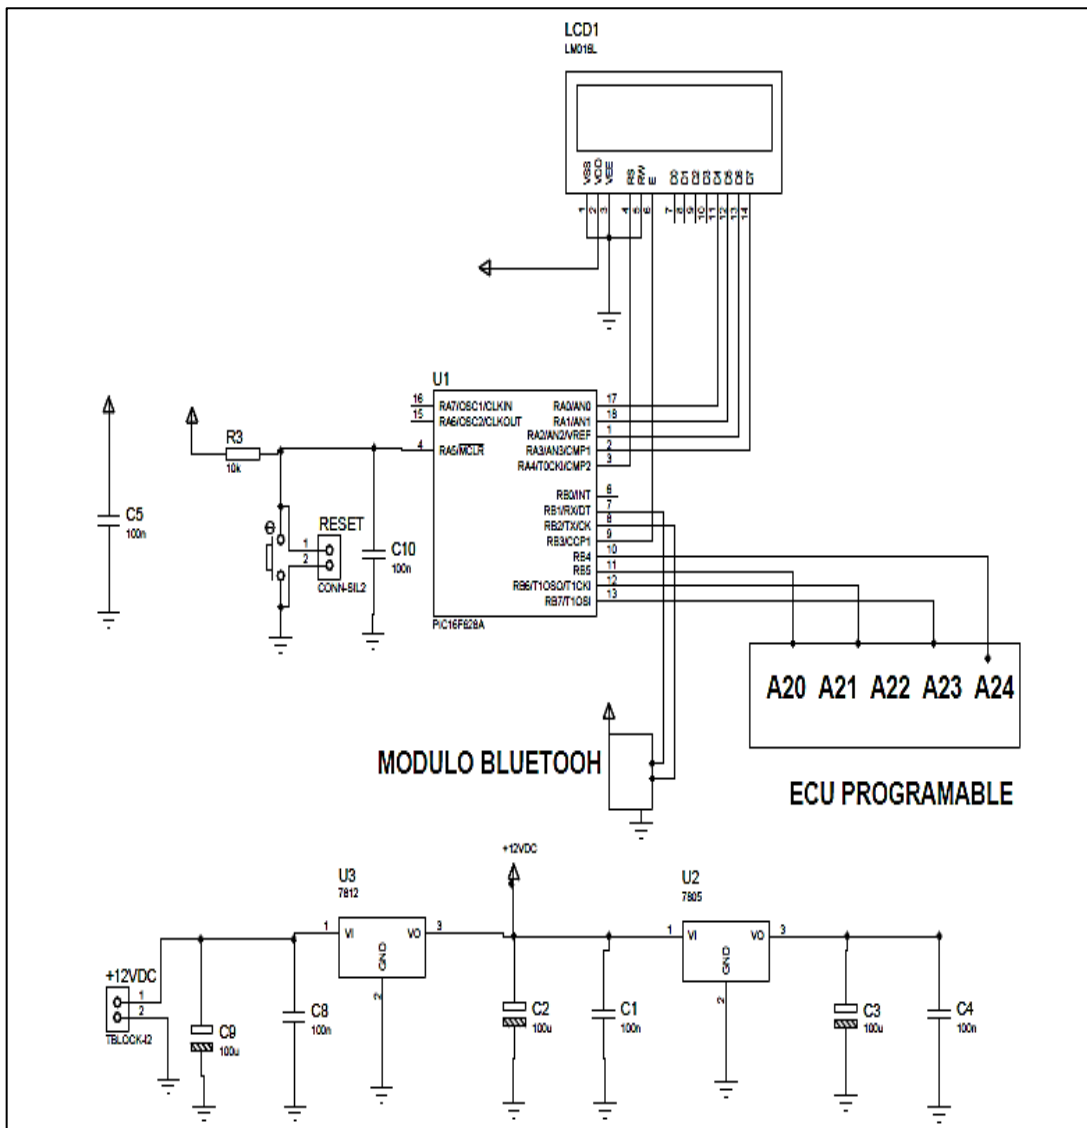 LCD1
LM016L
VSS VDD VEE RS RW E D0 D1 D2 D3 D4 D5 D6 D7
1 2 3 4 5 6 7 8 9 10 11 12 13 14
U1
16 RA7/OSC1/CLKIN RA0/AN0 17
15 RA6/OSC2/CLKOUT RA1/AN1 18
RA2/AN2/VREF 1
4 RA5/MCLR RA3/AN3/CMP1 2
RA4/T0CKI/CMP2 3
RB0/INT 6
RB1/RX/DT 7
RB2/TX/CK 8
RB3/CCP1 9
RB4 10
RB5 11
RB6/T1OSO/T1CKI 12
RB7/T1OSI 13
PIC16F628A
R3
10k
C5
100n
RESET
1
2
CONN-SIL2
C10
100n
A20 A21 A22 A23 A24
ECU PROGRAMABLE
MODULO BLUETOOH
+12VDC
U3
7812
1 VI VO 3
GND
2
U2
7805
1 VI VO 3
GND
2
+12VDC
1
2
TBLOCK-I2
C9
100u
C8
100n
C2
100u
C1
100n
C3
100u
C4
100n